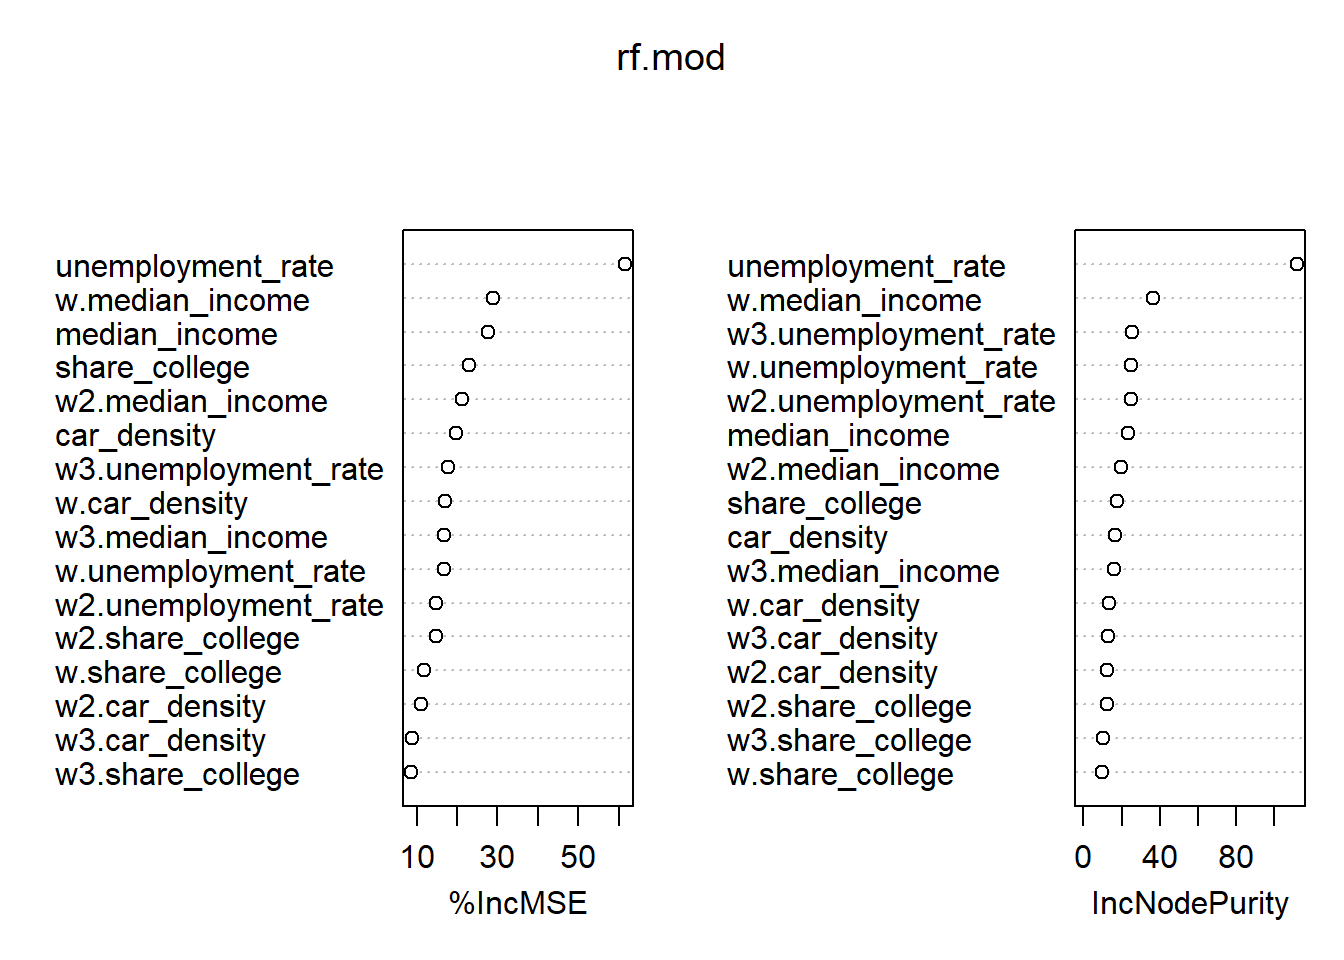 rf.mod
unemployment_rate
w.median_income
median_income
share_college
w2.median_income
car_density
w3.unemployment_rate
w.car_density
w3.median_income
w.unemployment_rate
w2.unemployment_rate
w2.share_college
w.share_college
w2.car_density
w3.car_density
w3.share_college
10 30 50
%IncMSE
unemployment_rate
w.median_income
w3.unemployment_rate
w.unemployment_rate
w2.unemployment_rate
median_income
w2.median_income
share_college
car_density
w3.median_income
w.car_density
w3.car_density
w2.car_density
w2.share_college
w3.share_college
w.share_college
0 40 80
IncNodePurity